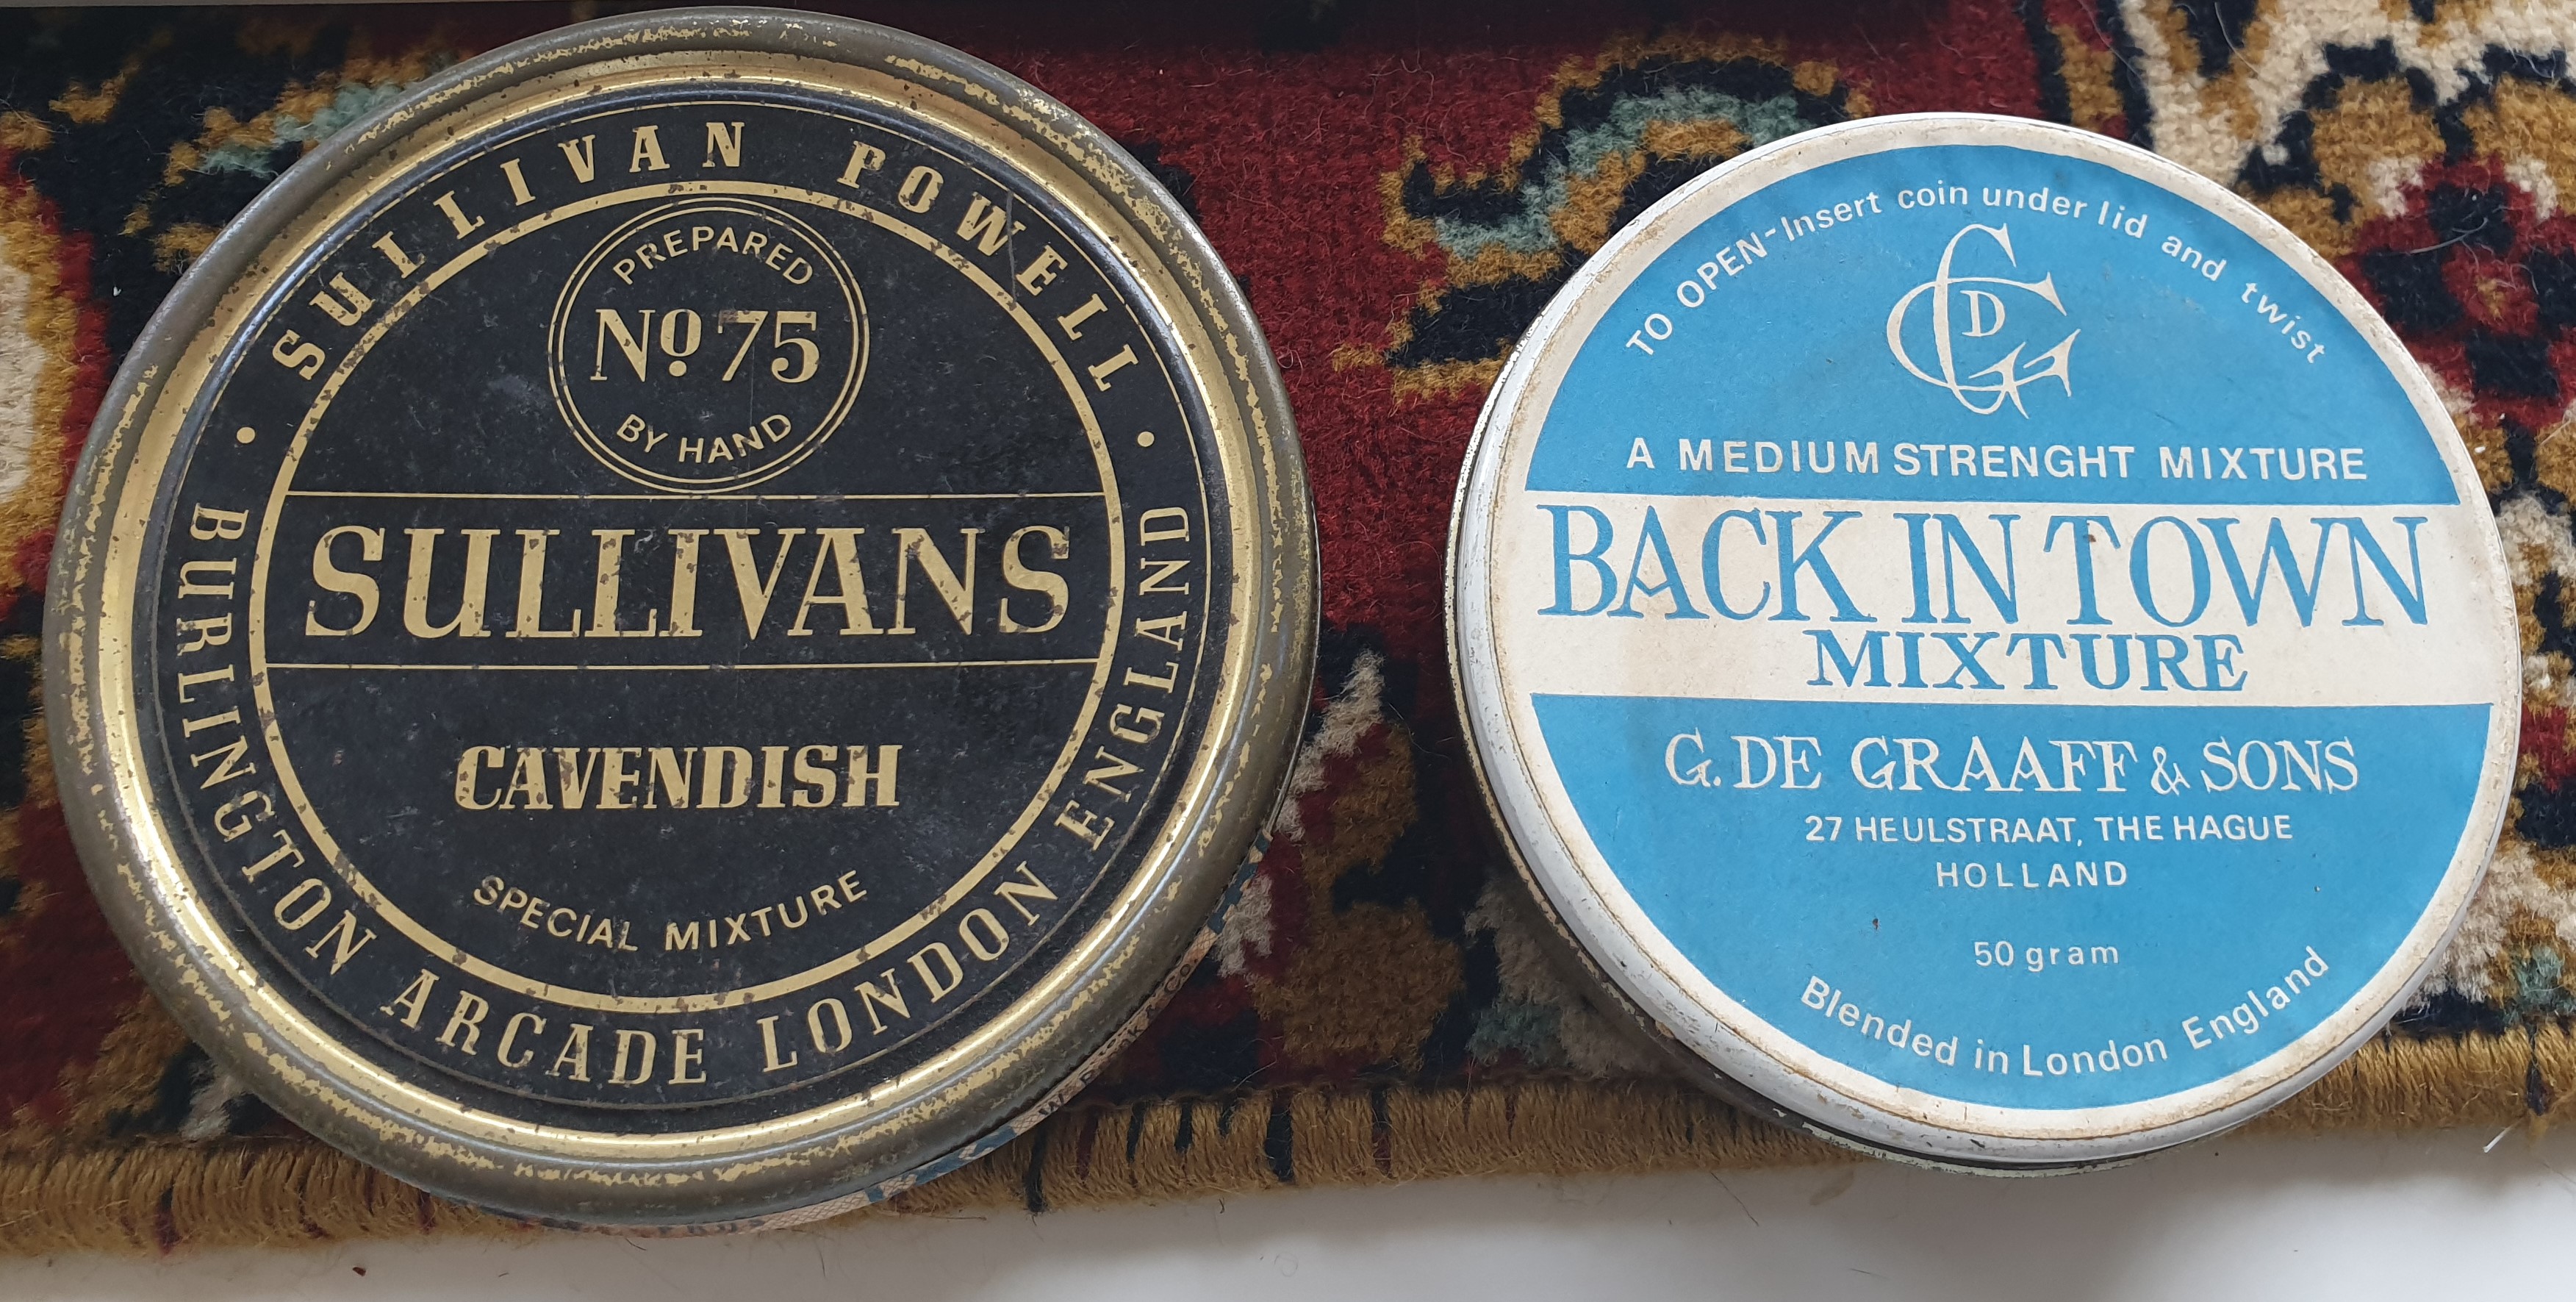 SULLIVAN POWELL
PREPARED
No 75
BY HAND
SULLIVANS
CAVENDISH
SPECIAL MIXTURE
• BURLINGTON ARCADE LONDON ENGLAND •
TO OPEN-Insert coin under lid and twist
GDG
A MEDIUM STRENGHT MIXTURE
BACK IN TOWN
MIXTURE
G. DE GRAAFF & SONS
27 HEULSTRAAT, THE HAGUE
HOLLAND
50 gram
Blended in London England